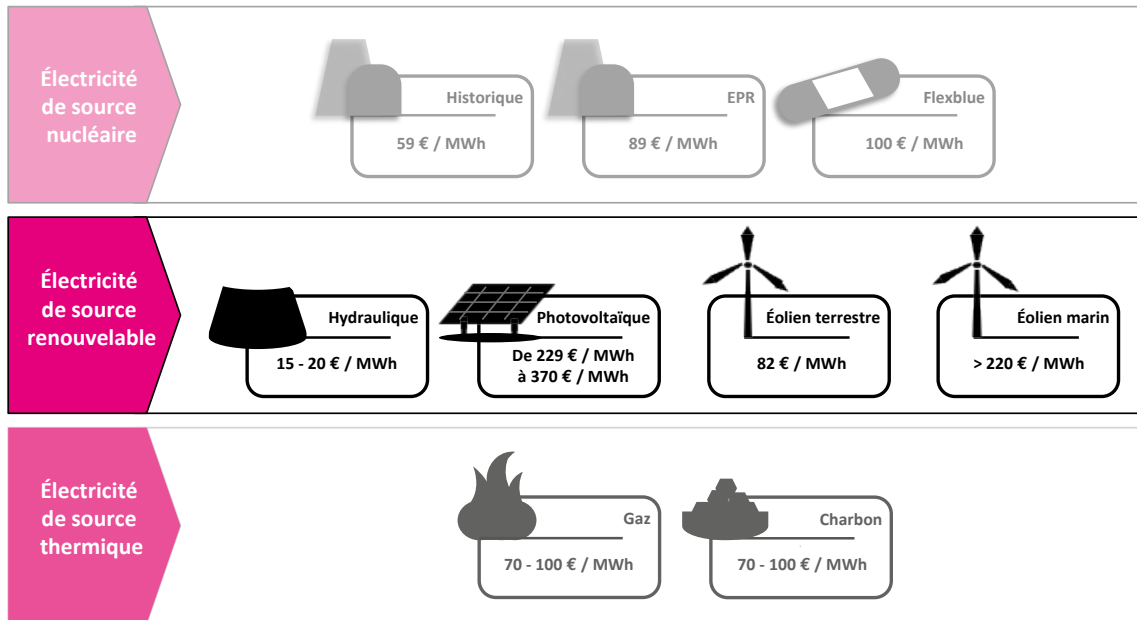 Électricité
de source
nucléaire
Historique
59 € / MWh
EPR
89 € / MWh
Flexblue
100 € / MWh
Électricité
de source
renouvelable
Hydraulique
15 - 20 € / MWh
Photovoltaïque
De 229 € / MWh
à 370 € / MWh
Éolien terrestre
82 € / MWh
Éolien marin
> 220 € / MWh
Électricité
de source
thermique
Gaz
70 - 100 € / MWh
Charbon
70 - 100 € / MWh